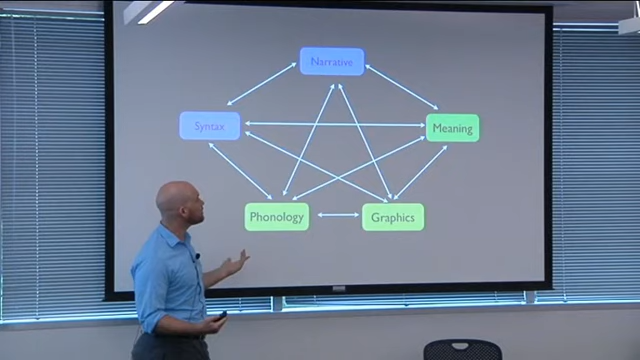 Narrative
Syntax
Meaning
Phonology
Graphics